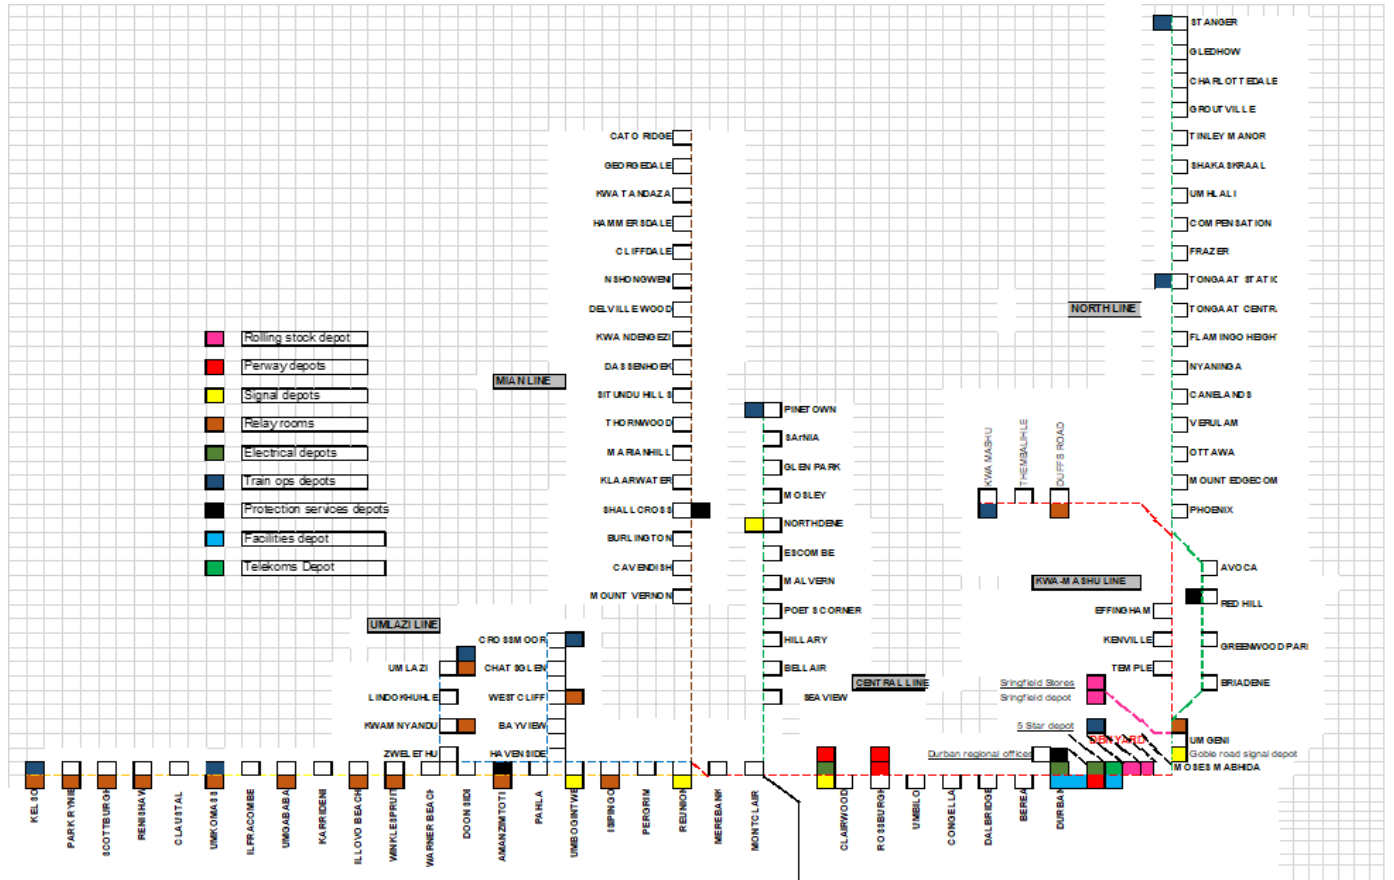 STANGER
GLEDHOW
CHARLOTTEDALE
GROUTVILLE
CATO RIDGE
TINLEY MANOR
GEORGEDALE
SHAKASKRAAL
KWATANDAZA
UMHLALI
HAMMERSDALE
COMPENSATION
CLIFFDALE
FRAZER
NSHONGWENI
TONGAAT STATIC
DELVILLEWOOD
NORTH LINE
TONGAAT CENTR
Rolling stock depot
KWANDENGEZI
FLAMINGO HEIGH
Perway depots
DASSENHOEK
NYANINGA
MIAN LINE
Signal depots
SITUNDU HILLS
CANELANDS
PINETOWN
Relay rooms
THORNWOOD
VERULAM
SArNIA
Electrical depots
MARIANHILL
OTTAWA
GLEN PARK
KWA MASHU
THEMBALIHLE
DUFFS ROAD
Train ops depots
KLAARWATER
MOUNT EDGECOM
MOSLEY
Protection services depots
SHALLCROSS
PHOENIX
NORTHDENE
Facilities depot
BURLINGTON
ESCOMBE
Telekoms Depot
CAVENDISH
AVOCA
MALVERN
KWA-MASHU LINE
MOUNT VERNON
RED HILL
POETS CORNER
EFFINGHAM
UMLAZI LINE
CROSSMOOR
HILLARY
KENVILLE
GREENWOOD PAR
UMLAZI
CHATSGLEN
BELLAIR
TEMPLE
CENTRAL LINE
Sringfield Stores
BRIADENE
LINDOKHUHLE
WESTCLIFF
SEAVIEW
Sringfield depot
KWAMNYANDU
BAYVIEW
5 Star depot
DBN YARD
UMGENI
ZWELETHU
HAVENSIDE
Durban regional offices
Goble road signal depot
MOSES MABHIDA
KELSO
PARK RYNIE
SCOTTBURGH
RENISHAW
CLAUSTAL
UMKOMASS
ILFRACOMBE
UMGABABA
KARRIDENE
ILLOVO BEACH
WINKLESPRUIT
WARNER BEACH
DOONSIDE
AMANZIMTOTI
PAHLA
UMBOGINTWE
ISIPINGO
PERGRIM
REUNION
MEREBANK
MONTCLAIR
CLAIRWOOD
ROSSBURGH
UMBILO
CONGELLA
DALBRIDGE
BEREA
DURBAN